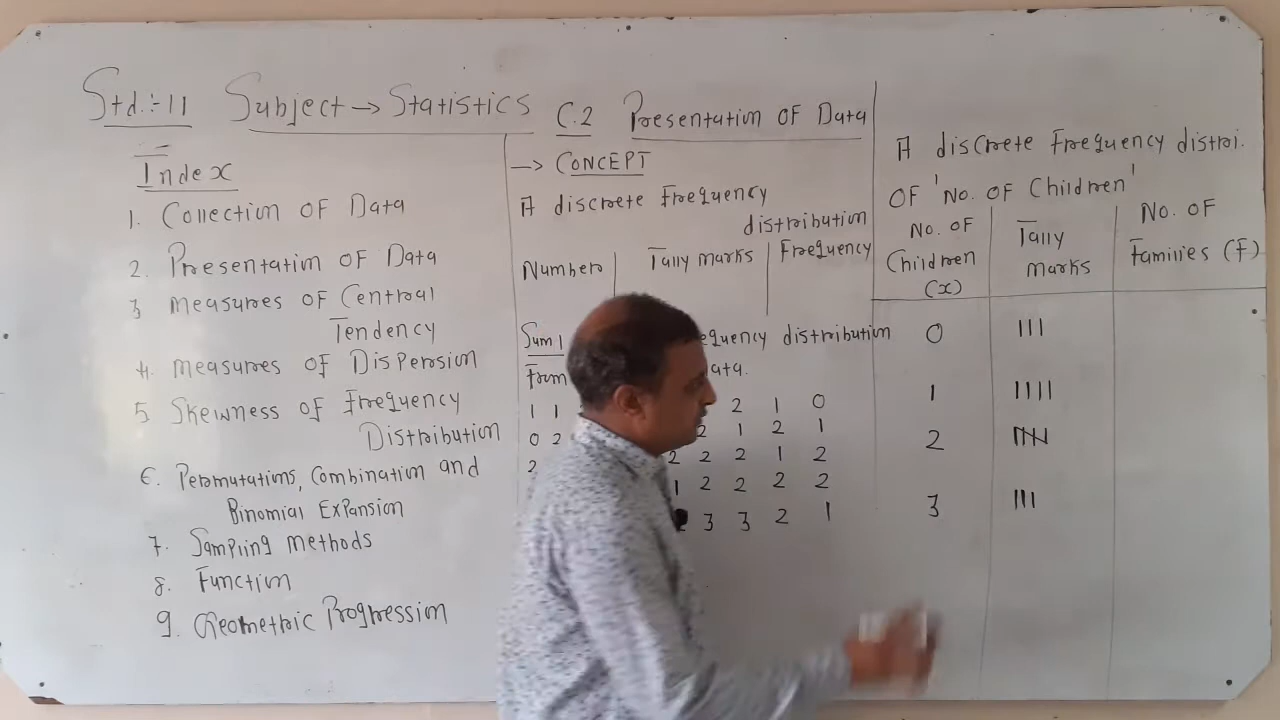 Std.:-11 Subject → Statistics
Index
1. Collection of Data
2. Presentation of Data
3 Measures of Central
Tendency
4. Measures of Dispersion
5. Skewness of Frequency
Distribution
6. Permutations, Combination and
Binomial Expansion
7. Sampling methods
8. Function
9. Geometric Progression
C.2 Presentation of Data
→ CONCEPT
A discrete Frequency
distribution
Numbers Tally marks Frequency
Sum 1 equency distribution
From ata.
1 1 2 1 0
0 2 2 1 2 1
2 2 2 2 1 2
1 2 2 2 2
3 3 2 1
A discrete Frequency distri.
OF 'No. OF Children'
No. OF Children (x) Tally marks No. OF Families (F)
0 |||
1 ||||
2 ||||
3 |||